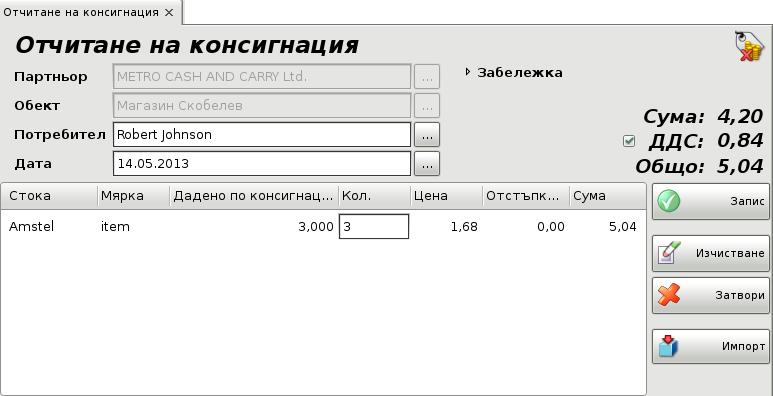 Отчитане на консигнация ×
Отчитане на консигнация
Партньор METRO CASH AND CARRY Ltd. ...
Забележка
Обект Магазин Скобелев ...
Потребител Robert Johnson ...
Дата 14.05.2013 ...
Сума: 4,20
ДДС: 0,84
Общо: 5,04
Стока Мярка Дадено по консигнац... Кол. Цена Отстъпк... Сума
Amstel item 3,000 3 1,68 0,00 5,04
Запис
Изчистване
Затвори
Импорт